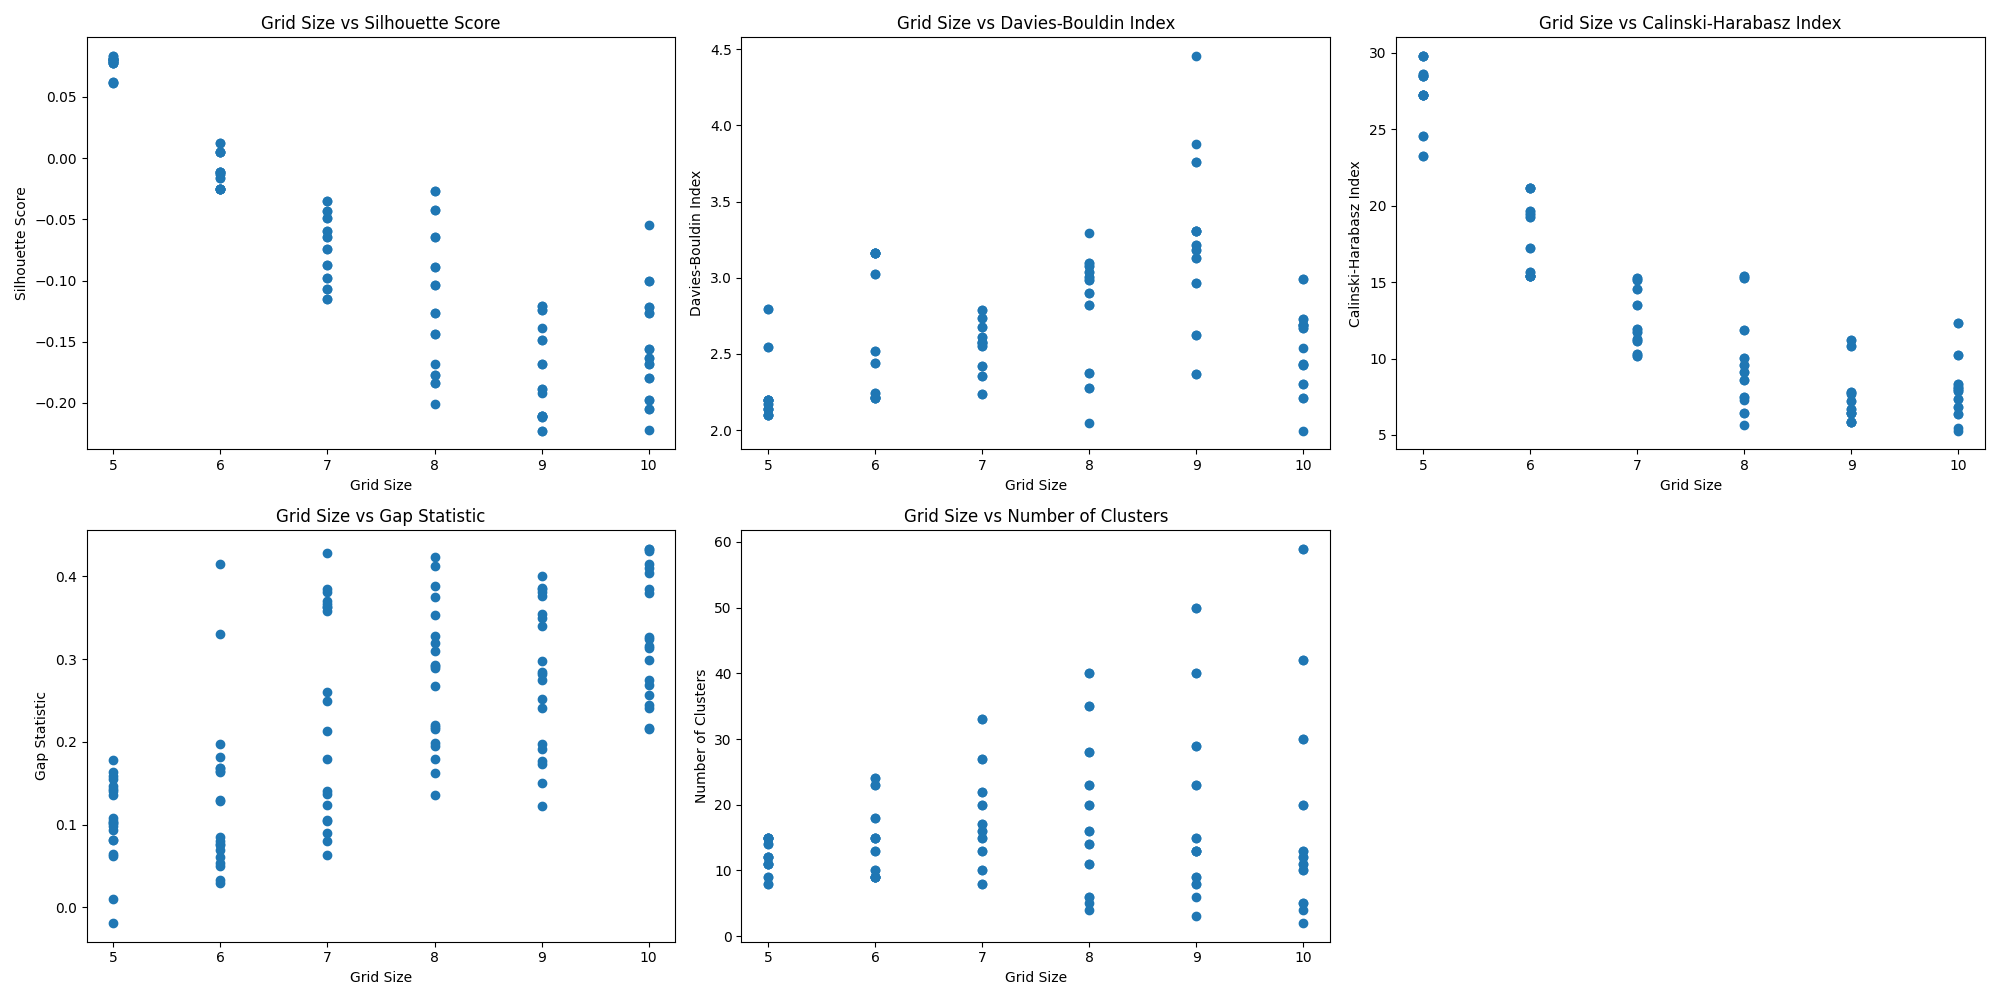 Grid Size vs Silhouette Score
Silhouette Score
0.05
0.00
−0.05
−0.10
−0.15
−0.20
5 6 7 8 9 10
Grid Size
Grid Size vs Davies-Bouldin Index
Davies-Bouldin Index
4.5
4.0
3.5
3.0
2.5
2.0
5 6 7 8 9 10
Grid Size
Grid Size vs Calinski-Harabasz Index
Calinski-Harabasz Index
30
25
20
15
10
5
5 6 7 8 9 10
Grid Size
Grid Size vs Gap Statistic
Gap Statistic
0.4
0.3
0.2
0.1
0.0
5 6 7 8 9 10
Grid Size
Grid Size vs Number of Clusters
Number of Clusters
60
50
40
30
20
10
0
5 6 7 8 9 10
Grid Size